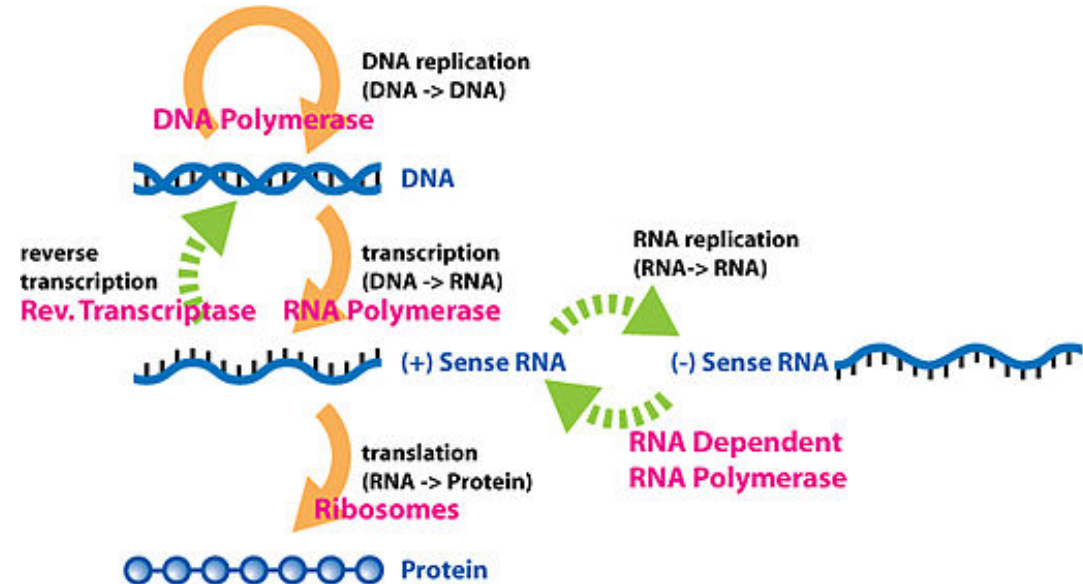 DNA replication
(DNA -> DNA)
DNA Polymerase
DNA
reverse
transcription
Rev. Transcriptase
transcription
(DNA -> RNA)
RNA Polymerase
RNA replication
(RNA-> RNA)
(+) Sense RNA
(-) Sense RNA
RNA Dependent
RNA Polymerase
translation
(RNA -> Protein)
Ribosomes
Protein